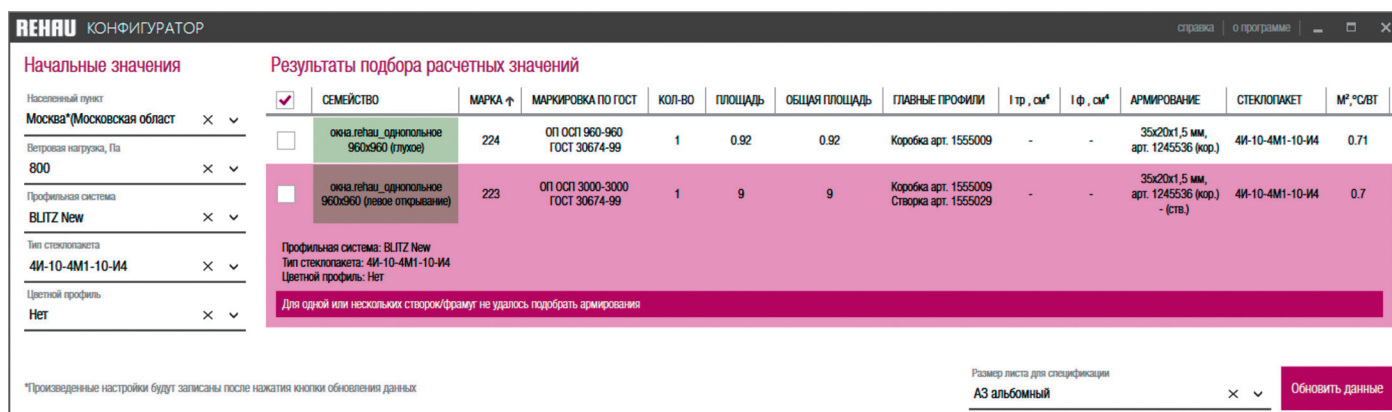 REHAU КОНФИГУРАТОР
справка | о программе
Начальные значения
Населенный пункт
Москва*(Московская област
Ветровая нагрузка, Па
800
Профильная система
BLITZ New
Тип стеклопакета
4И-10-4М1-10-И4
Цветной профиль
Нет
Результаты подбора расчетных значений
СЕМЕЙСТВО МАРКА МАРКИРОВКА ПО ГОСТ КОЛ-ВО ПЛОЩАДЬ ОБЩАЯ ПЛОЩАДЬ ГЛАВНЫЕ ПРОФИЛИ I тр , см⁴ I ф , см⁴ АРМИРОВАНИЕ СТЕКЛОПАКЕТ М²,°С/ВТ
окна.rehau_однопольное 960x960 (глухое)
224
ОП ОСП 960-960 ГОСТ 30674-99
1
0.92
0.92
Коробка арт. 1555009
-
-
35x20x1,5 мм, арт. 1245536 (кор.)
4И-10-4М1-10-И4
0.71
окна.rehau_однопольное 960x960 (левое открывание)
223
ОП ОСП 3000-3000 ГОСТ 30674-99
1
9
9
Коробка арт. 1555009 Створка арт. 1555029
-
-
35x20x1,5 мм, арт. 1245536 (кор.) - (ств.)
4И-10-4М1-10-И4
0.7
Профильная система: BLITZ New
Тип стеклопакета: 4И-10-4М1-10-И4
Цветной профиль: Нет
Для одной или нескольких створок/фрамуг не удалось подобрать армирования
*Произведенные настройки будут записаны после нажатия кнопки обновления данных
Размер листа для спецификации
А3 альбомный
Обновить данные